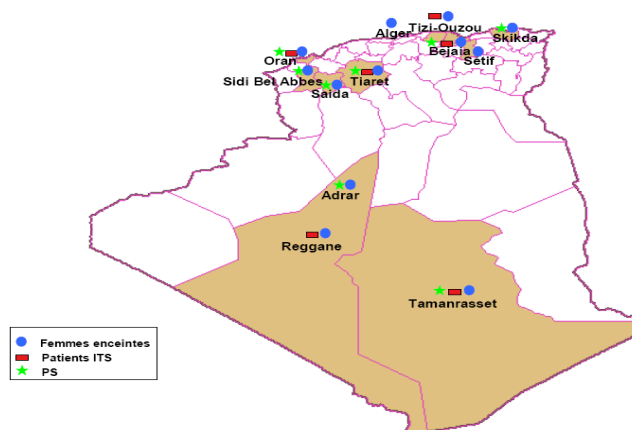 Tizi-Ouzou
Alger
Skikda
Bejaia
Oran
Setif
Sidi Bel Abbes
Tiaret
Saida
Adrar
Reggane
Tamanrasset
Femmes enceintes
Patients ITS
PS